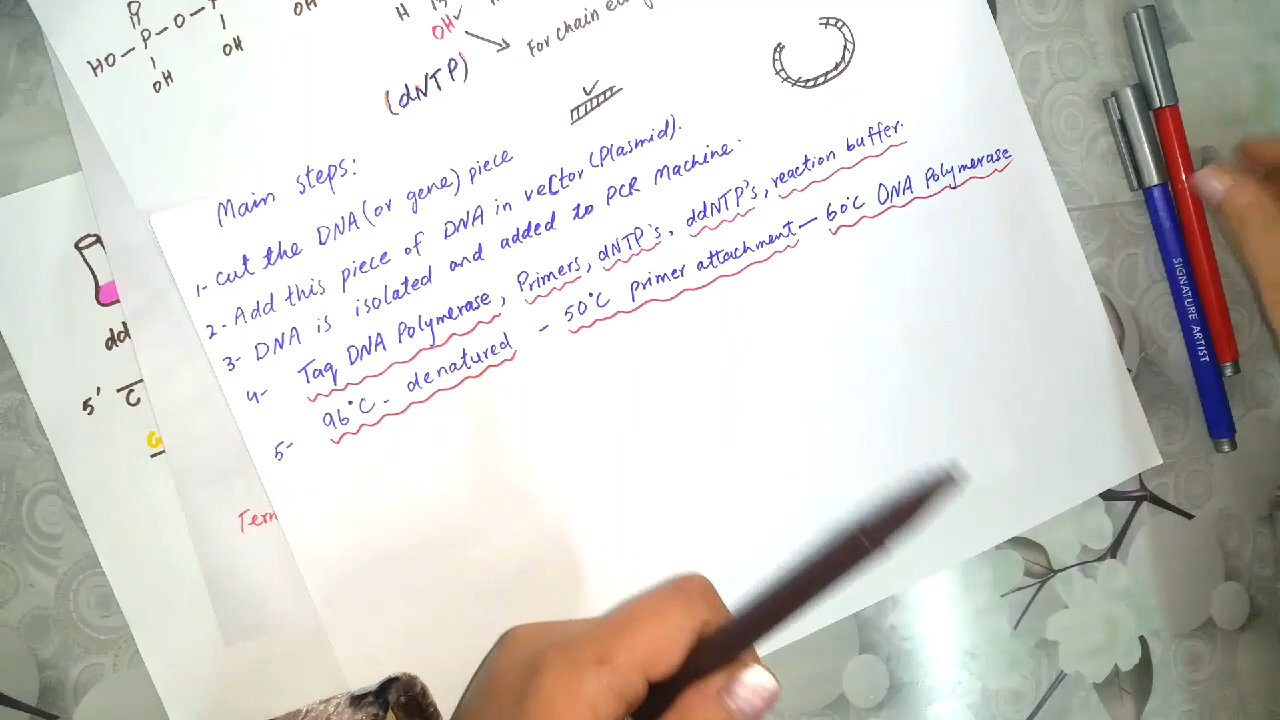 P
HO-P-O-P
OH
OH
OH
H
OH
For chain
(dNTP)
Main steps:
1- cut the DNA (or gene) piece
2- Add this piece of DNA in vector (Plasmid).
3- DNA is isolated and added to PCR Machine.
4- Taq DNA Polymerase, Primers, dNTP's, ddNTP's, reaction buffer.
5- 96°C - denatured - 50°C primer attachment - 60°C DNA Polymerase
dd
5' C
G
Term
SIGNATURE ARTIST